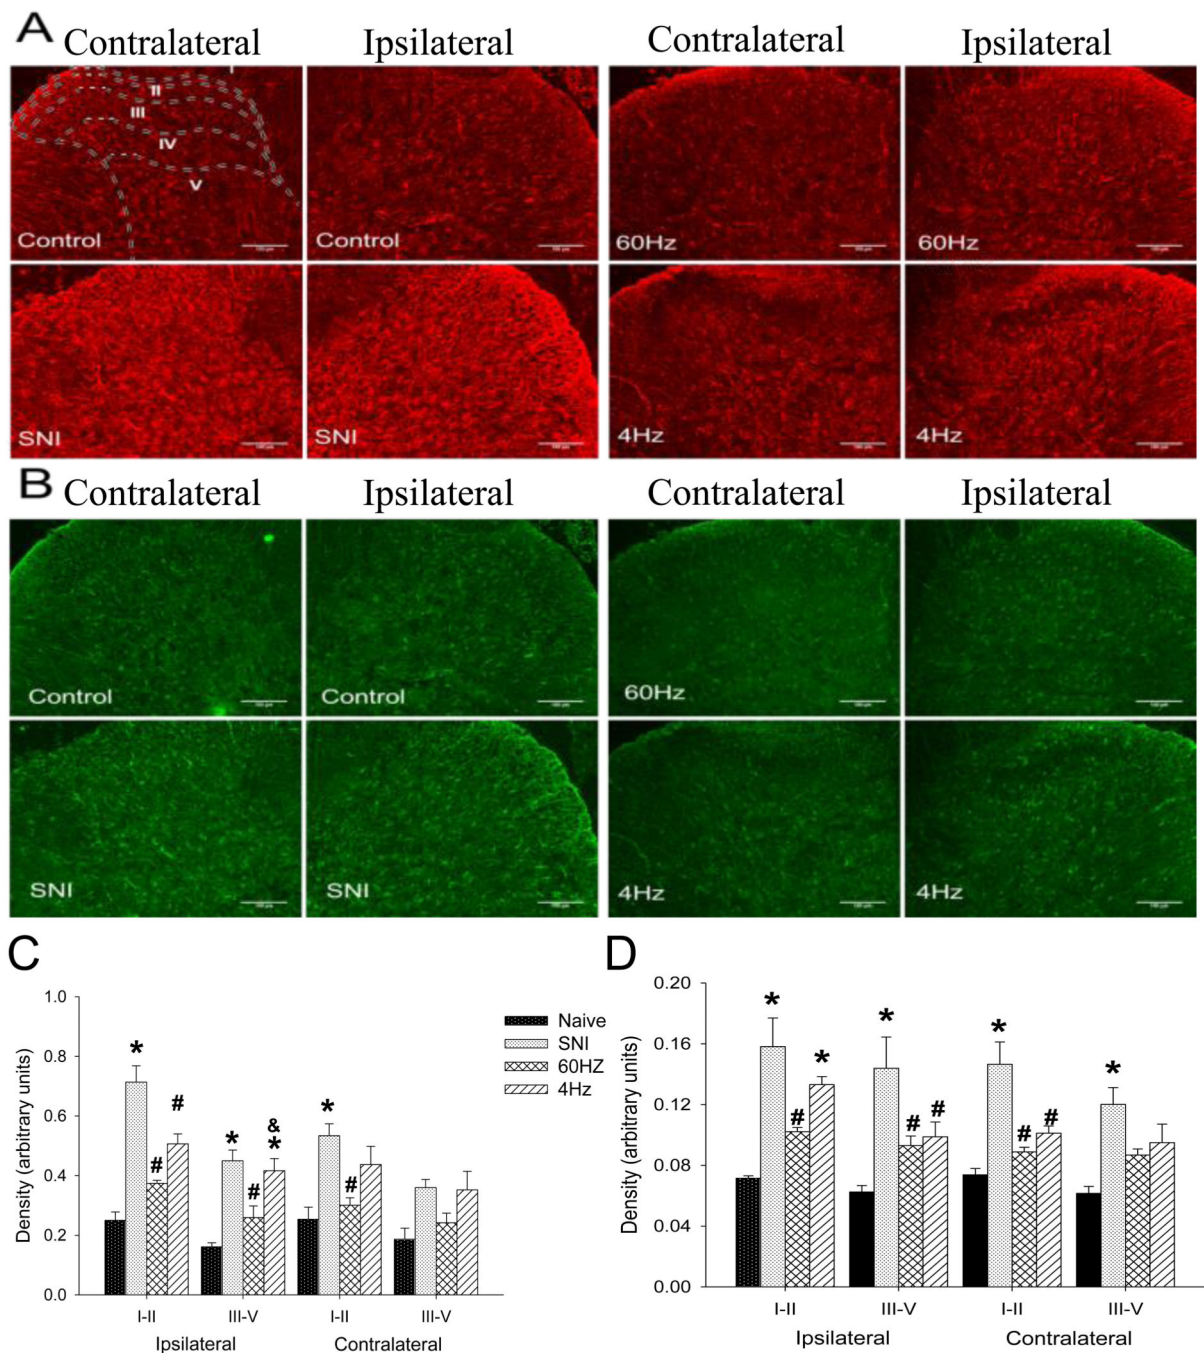 A
Contralateral Ipsilateral Contralateral Ipsilateral
II
III
IV
V
Control Control 60Hz 60Hz
SNI SNI 4Hz 4Hz
B
Contralateral Ipsilateral Contralateral Ipsilateral
Control Control 60Hz 60Hz
SNI SNI 4Hz 4Hz
C
Density (arbitrary units)
1.0
0.8
0.6
0.4
0.2
0.0
* # # * # & * * #
I-II III-V I-II III-V
Ipsilateral Contralateral
Naive
SNI
60HZ
4Hz
D
Density (arbitrary units)
0.20
0.16
0.12
0.08
0.04
0.00
* # * * # # * # # *
I-II III-V I-II III-V
Ipsilateral Contralateral